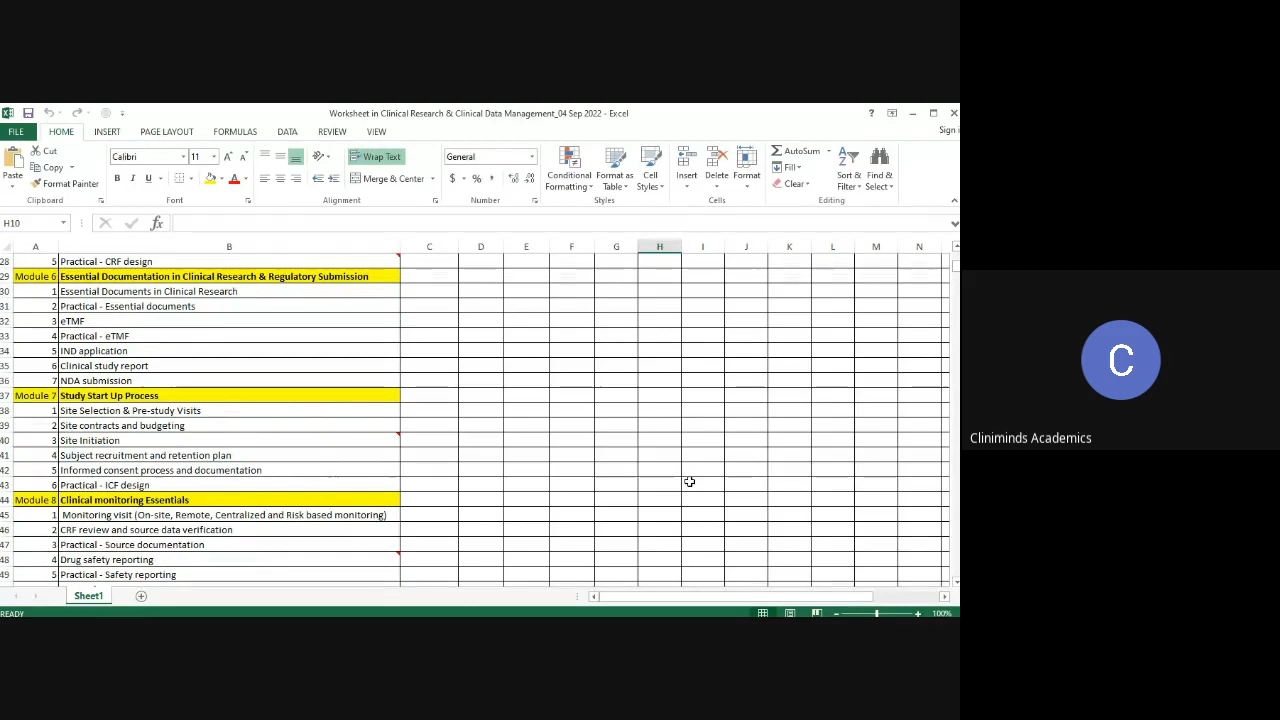 Worksheet in Clinical Research & Clinical Data Management_04 Sep 2022 - Excel
FILE HOME INSERT PAGE LAYOUT FORMULAS DATA REVIEW VIEW Sign i
Cut
Copy
Format Painter
Paste
Clipboard
Calibri 11
B I U
Font
Wrap Text
Merge & Center
Alignment
General
$ % ,
Number
Conditional Formatting
Format as Table
Cell Styles
Styles
Insert Delete Format
Cells
AutoSum
Fill
Clear
Sort & Filter
Find & Select
Editing
H10 fx
A B C D E F G H I J K L M N
28 5 Practical - CRF design
29 Module 6 Essential Documentation in Clinical Research & Regulatory Submission
30 1 Essential Documents in Clinical Research
31 2 Practical - Essential documents
32 3 eTMF
33 4 Practical - eTMF
34 5 IND application
35 6 Clinical study report
36 7 NDA submission
37 Module 7 Study Start Up Process
38 1 Site Selection & Pre-study Visits
39 2 Site contracts and budgeting
40 3 Site Initiation
41 4 Subject recruitment and retention plan
42 5 Informed consent process and documentation
43 6 Practical - ICF design
44 Module 8 Clinical monitoring Essentials
45 1 Monitoring visit (On-site, Remote, Centralized and Risk based monitoring)
46 2 CRF review and source data verification
47 3 Practical - Source documentation
48 4 Drug safety reporting
49 5 Practical - Safety reporting
Sheet1
READY 100%
C
Cliniminds Academics